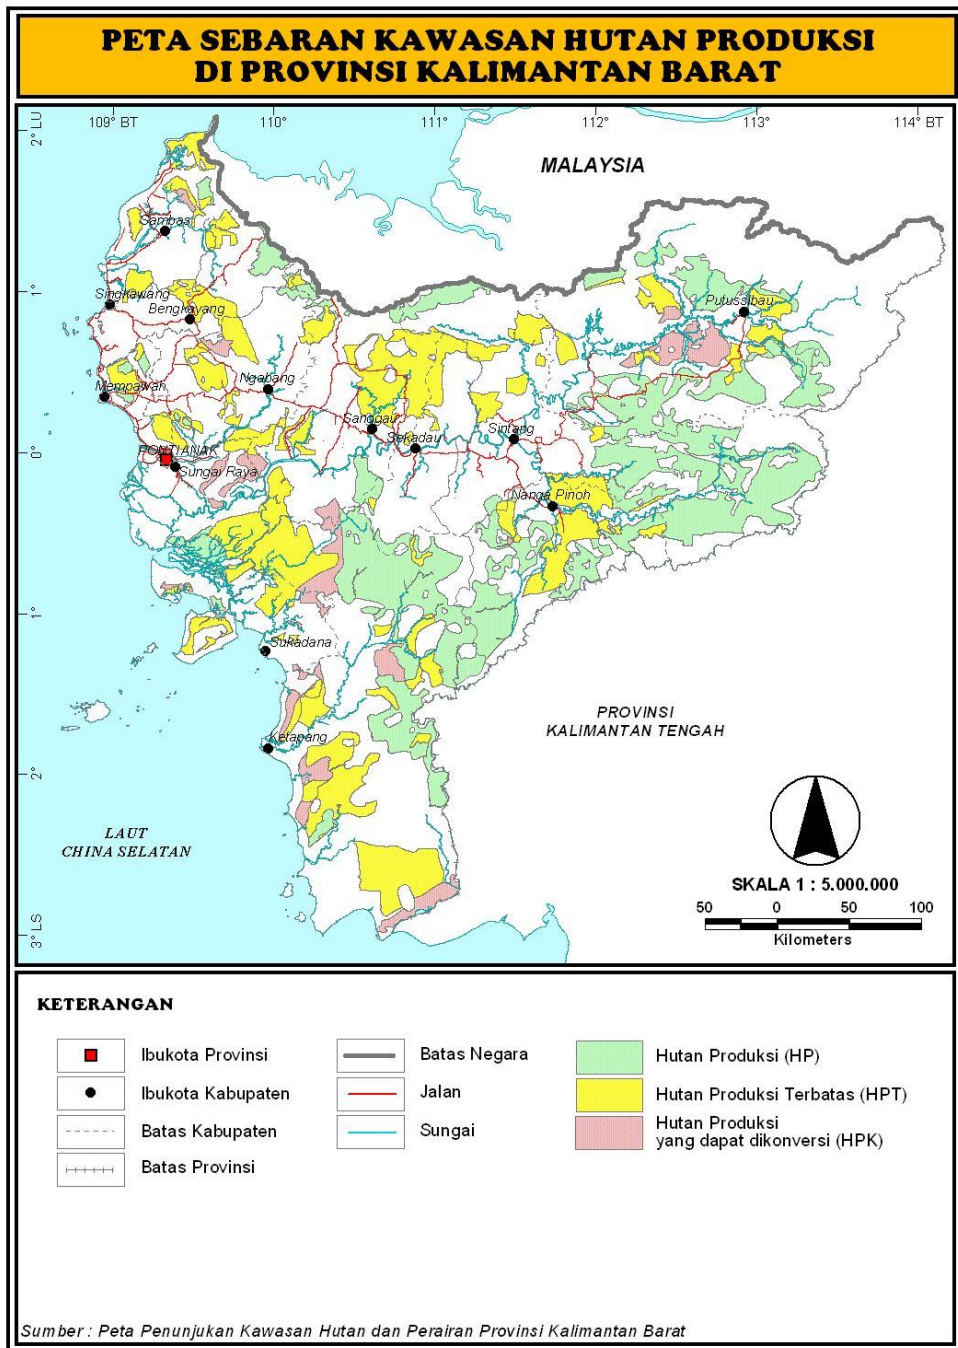 PETA SEBARAN KAWASAN HUTAN PRODUKSI
DI PROVINSI KALIMANTAN BARAT
109° BT
110°
111°
112°
113°
114° BT
2° LU
MALAYSIA
Sambas
1°
Singkawang
Bengkayang
Putussibau
Mempawah
Ngabang
Sanggau
Sekadau
Sintang
0°
PONTIANAK
Sungai Raya
Nanga Pinoh
1°
Sukadana
PROVINSI
KALIMANTAN TENGAH
Ketapang
2°
LAUT
CHINA SELATAN
SKALA 1 : 5.000.000
50 0 50 100
Kilometers
3° LS
KETERANGAN
Ibukota Provinsi
Ibukota Kabupaten
Batas Kabupaten
Batas Provinsi
Batas Negara
Jalan
Sungai
Hutan Produksi (HP)
Hutan Produksi Terbatas (HPT)
Hutan Produksi
yang dapat dikonversi (HPK)
Sumber : Peta Penunjukan Kawasan Hutan dan Perairan Provinsi Kalimantan Barat